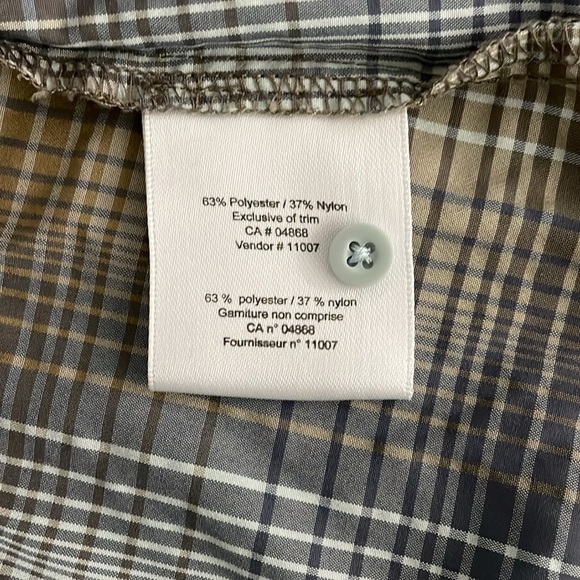 63% Polyester / 37% Nylon
Exclusive of trim
CA # 04868
Vendor # 11007
63 % polyester / 37 % nylon
Garniture non comprise
CA n° 04868
Fournisseur n° 11007